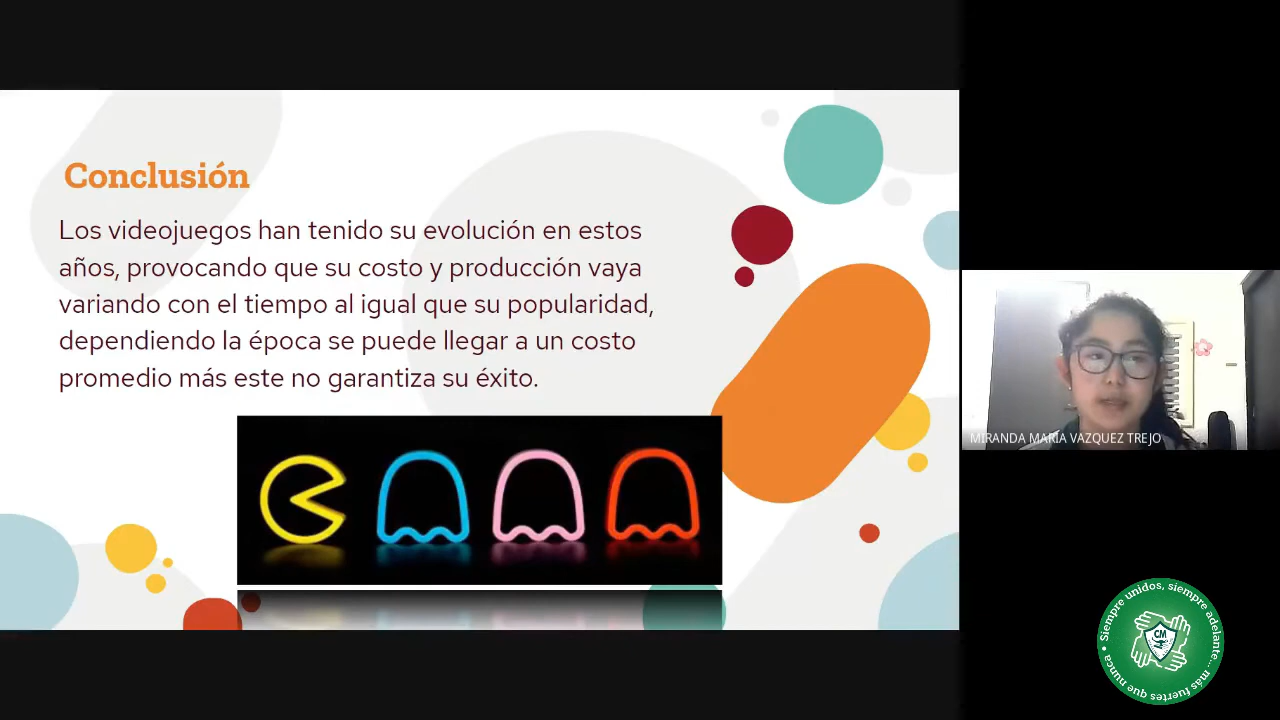 Conclusión
Los videojuegos han tenido su evolución en estos
años, provocando que su costo y producción vaya
variando con el tiempo al igual que su popularidad,
dependiendo la época se puede llegar a un costo
promedio más este no garantiza su éxito.
MIRANDA MARIA VAZQUEZ TREJO
Siempre unidos, siempre adelante... más fuertes que nunca •
CM